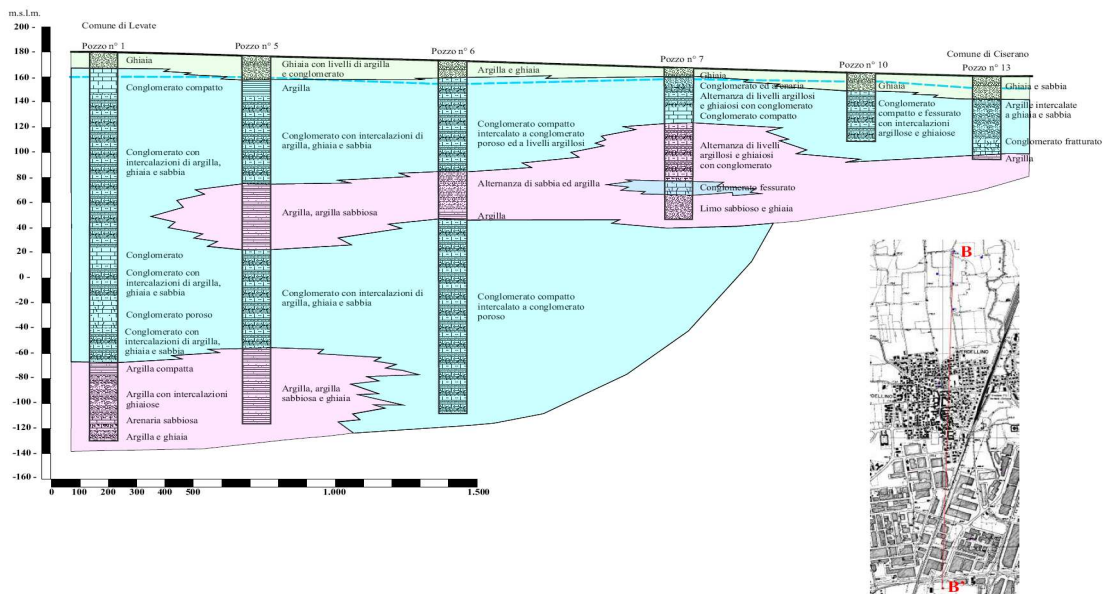 m.s.l.m.
200 -
180 -
160 -
140 -
120 -
100 -
80 -
60 -
40 -
20 -
0 -
-20 -
-40 -
-60 -
-80 -
-100 -
-120 -
-140 -
-160 -
0
100
200
300
400
500
1.000
1.500
Comune di Levate
Pozzo n° 1
Ghiaia
Conglomerato compatto
Conglomerato con
intercalazioni di argilla,
ghiaia e sabbia
Conglomerato
Conglomerato con
intercalazioni di argilla,
ghiaia e sabbia
Conglomerato poroso
Conglomerato con
intercalazioni di argilla,
ghiaia e sabbia
Argilla compatta
Argilla con intercalazioni
ghiaiose
Arenaria sabbiosa
Argilla e ghiaia
Pozzo n° 5
Ghiaia con livelli di argilla
e conglomerato
Argilla
Conglomerato con intercalazioni di
argilla, ghiaia e sabbia
Argilla, argilla sabbiosa
Conglomerato con intercalazioni di
argilla, ghiaia e sabbia
Argilla, argilla
sabbiosa e ghiaia
Pozzo n° 6
Argilla e ghiaia
Conglomerato compatto
intercalato a conglomerato
poroso ed a livelli argillosi
Alternanza di sabbia ed argilla
Argilla
Conglomerato compatto
intercalato a conglomerato
poroso
Pozzo n° 7
Ghiaia
Conglomerato ed arenaria
Alternanza di livelli argillosi
e ghiaiosi con conglomerato
Conglomerato compatto
Alternanza di livelli
argillosi e ghiaiosi
con conglomerato
Conglomerato fessurato
Limo sabbioso e ghiaia
Pozzo n° 10
Ghiaia
Conglomerato
compatto e fessurato
con intercalazioni
argillose e ghiaiose
Comune di Ciserano
Pozzo n° 13
Ghiaia e sabbia
Argille intercalate
a ghiaia e sabbia
Conglomerato fratturato
Argilla
B
B'